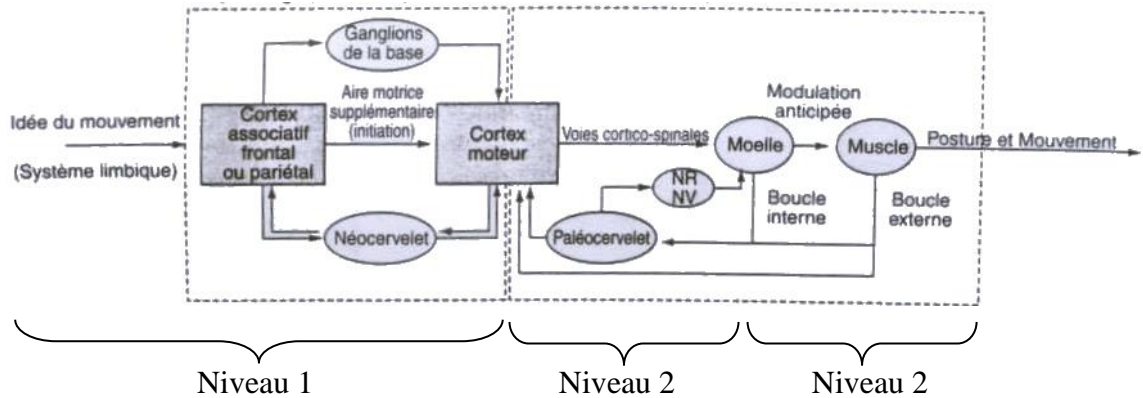 Idée du mouvement
(Système limbique)
Cortex
associatif
frontal
ou pariétal
Ganglions
de la base
Aire motrice
supplémentaire
(initiation)
Néocervelet
Cortex
moteur
Voies cortico-spinales
Paléocervelet
NR
NV
Moelle
Modulation
anticipée
Muscle
Boucle
interne
Boucle
externe
Posture et Mouvement
Niveau 1
Niveau 2
Niveau 2